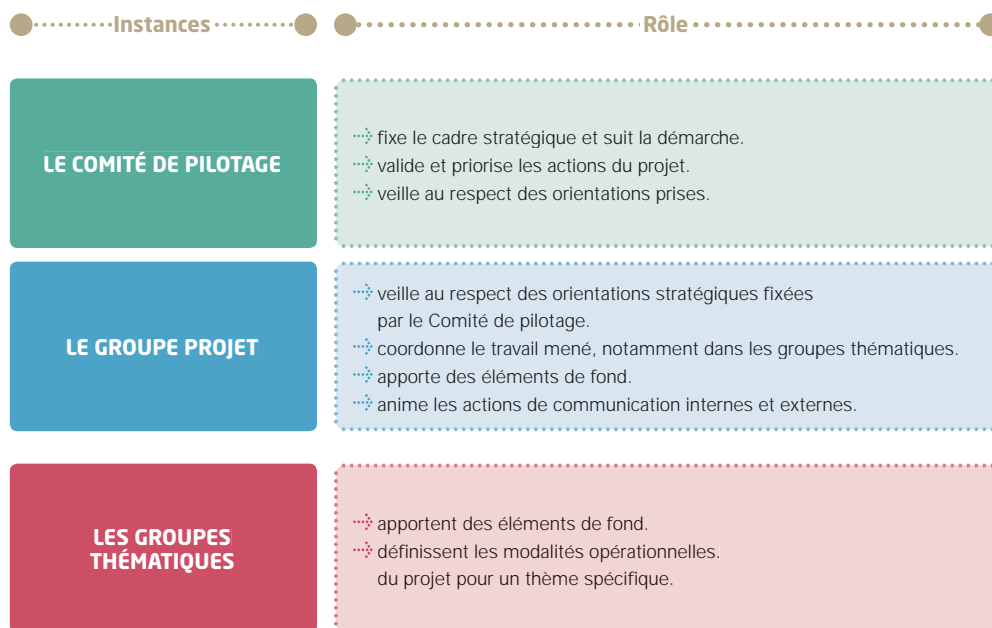 Instances
Rôle
LE COMITÉ DE PILOTAGE
fixe le cadre stratégique et suit la démarche.
valide et priorise les actions du projet.
veille au respect des orientations prises.
LE GROUPE PROJET
veille au respect des orientations stratégiques fixées
par le Comité de pilotage.
coordonne le travail mené, notamment dans les groupes thématiques.
apporte des éléments de fond.
anime les actions de communication internes et externes.
LES GROUPES
THÉMATIQUES
apportent des éléments de fond.
définissent les modalités opérationnelles.
du projet pour un thème spécifique.